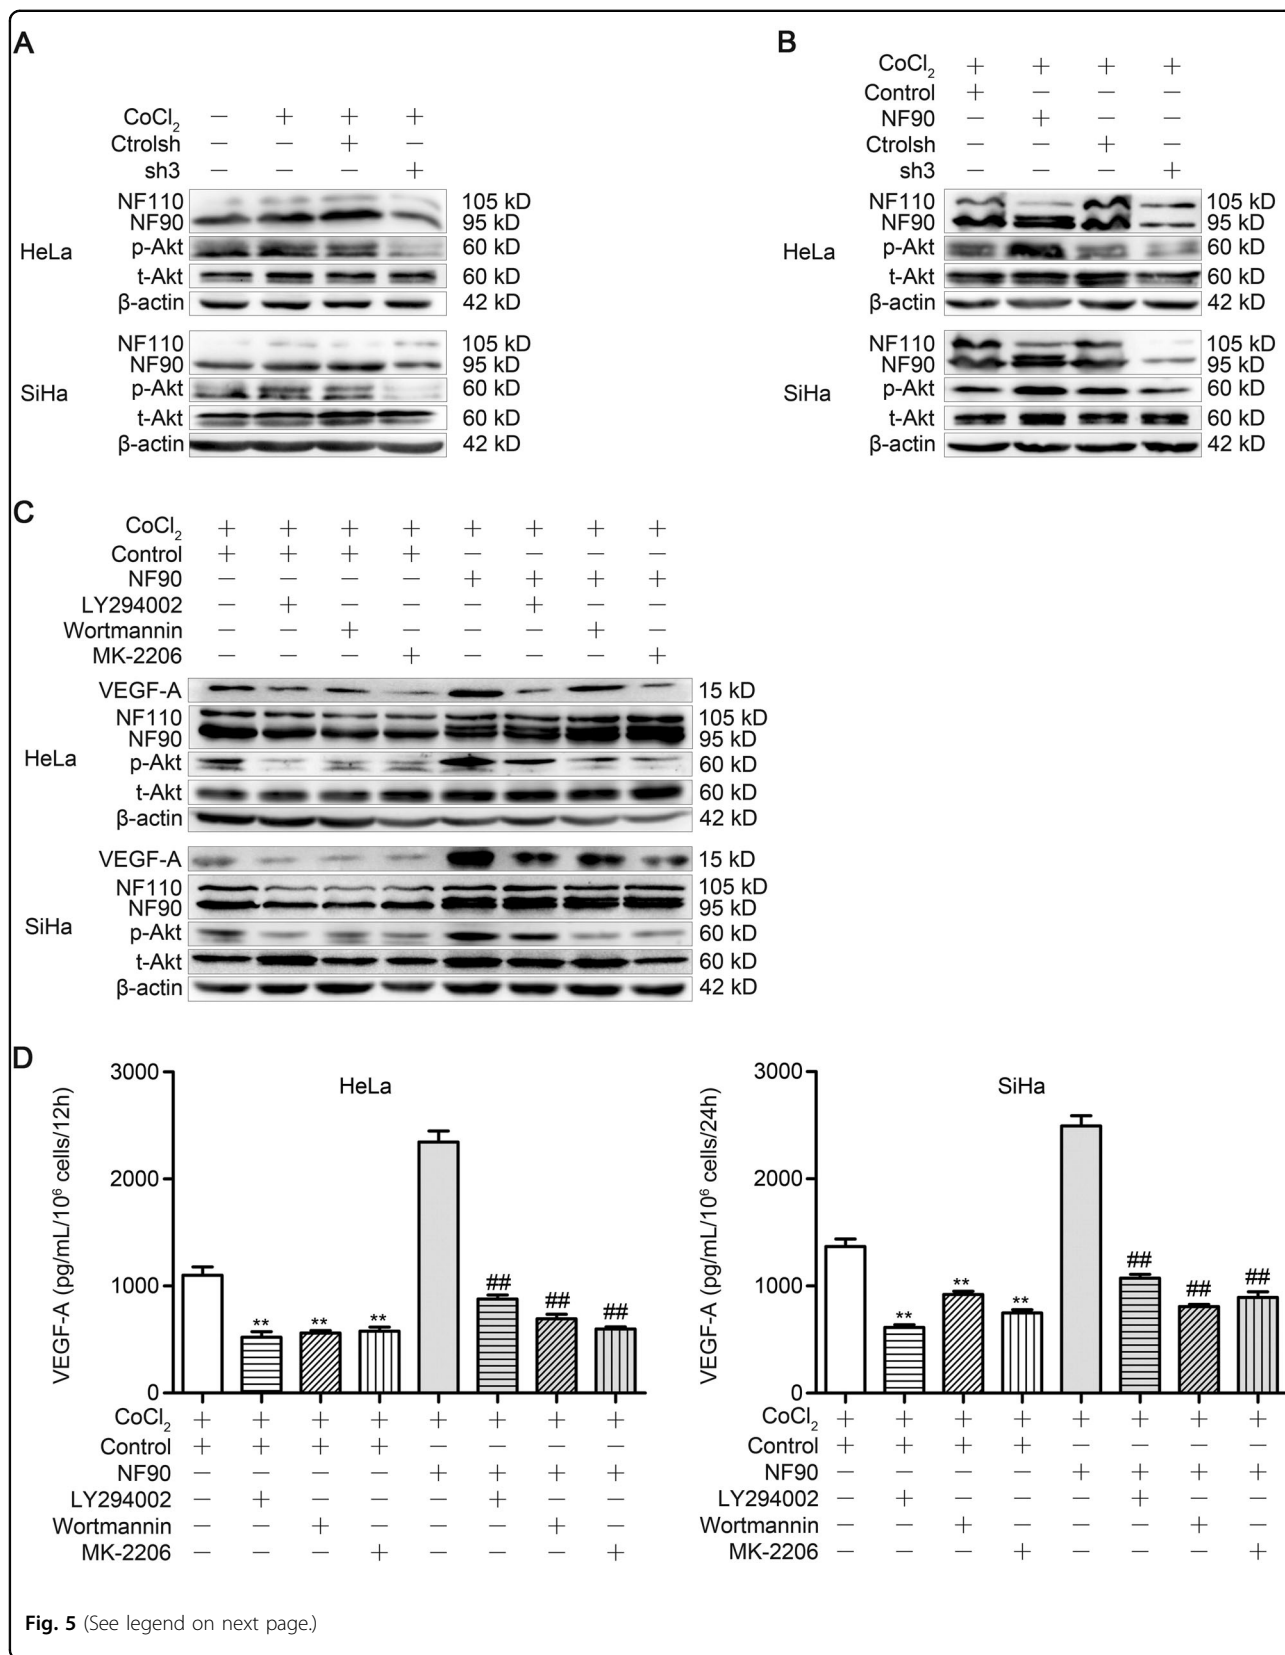 A
CoCl2 − + + +
Ctrolsh − − + −
sh3 − − − +
HeLa
NF110 105 kD
NF90 95 kD
p-Akt 60 kD
t-Akt 60 kD
β-actin 42 kD
SiHa
NF110 105 kD
NF90 95 kD
p-Akt 60 kD
t-Akt 60 kD
β-actin 42 kD
B
CoCl2 + + + +
Control + − − −
NF90 − + − −
Ctrolsh − − + −
sh3 − − − +
HeLa
NF110 105 kD
NF90 95 kD
p-Akt 60 kD
t-Akt 60 kD
β-actin 42 kD
SiHa
NF110 105 kD
NF90 95 kD
p-Akt 60 kD
t-Akt 60 kD
β-actin 42 kD
C
CoCl2 + + + + + + + +
Control + + + + − − − −
NF90 − − − − + + + +
LY294002 − + − − − + − −
Wortmannin − − + − − − + −
MK-2206 − − − + − − − +
HeLa
VEGF-A 15 kD
NF110 105 kD
NF90 95 kD
p-Akt 60 kD
t-Akt 60 kD
β-actin 42 kD
SiHa
VEGF-A 15 kD
NF110 105 kD
NF90 95 kD
p-Akt 60 kD
t-Akt 60 kD
β-actin 42 kD
D
HeLa
VEGF-A (pg/mL/10⁶ cells/12h)
3000
2000
1000
0
** ** ** ## ## ##
CoCl2 + + + + + + + +
Control + + + + − − − −
NF90 − − − − + + + +
LY294002 − + − − − + − −
Wortmannin − − + − − − + −
MK-2206 − − − + − − − +
SiHa
VEGF-A (pg/mL/10⁶ cells/24h)
3000
2000
1000
0
** ** ** ## ## ##
CoCl2 + + + + + + + +
Control + + + + − − − −
NF90 − − − − + + + +
LY294002 − + − − − + − −
Wortmannin − − + − − − + −
MK-2206 − − − + − − − +
Fig. 5 (See legend on next page.)